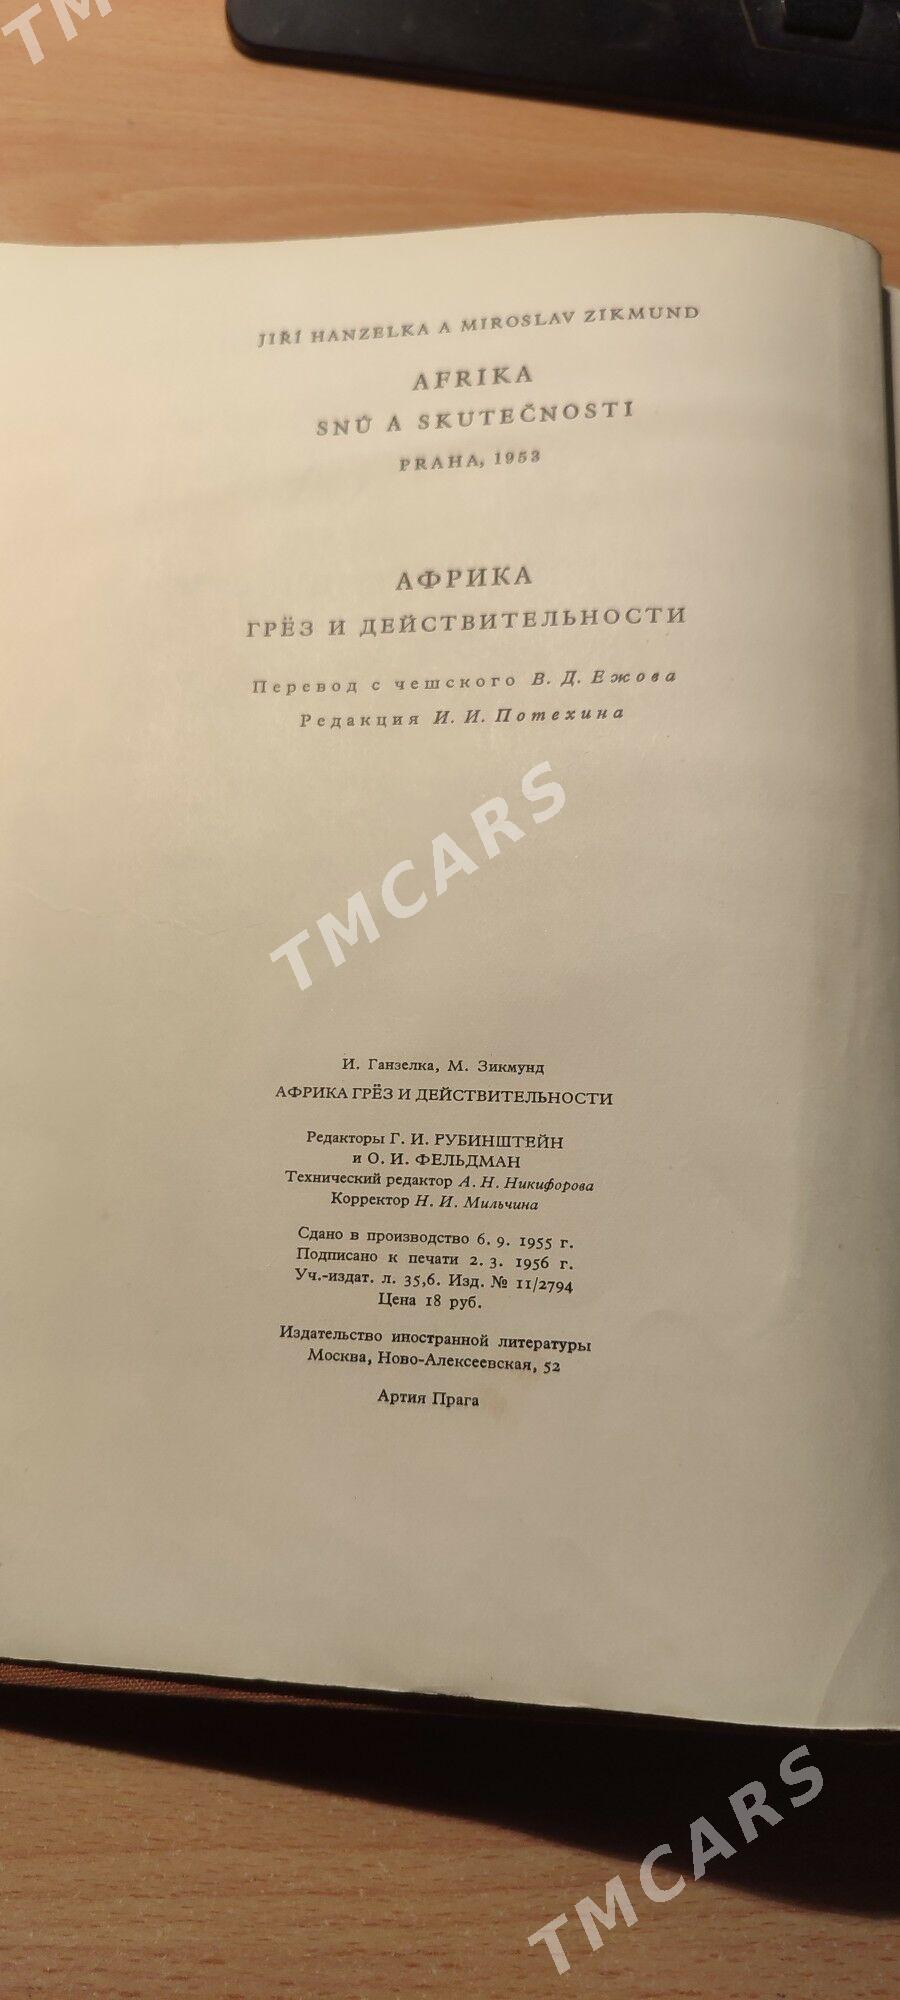 TM
JIŘÍ HANZELKA A MIROSLAV ZIKMUND
AFRIKA
SNŮ A SKUTEČNOSTI
PRAHA, 1953
АФРИКА
ГРЁЗ И ДЕЙСТВИТЕЛЬНОСТИ
Перевод с чешского В. Д. Ежова
Редакция И. И. Потехина
TMCARS
И. Ганзелка, М. Зикмунд
АФРИКА ГРЁЗ И ДЕЙСТВИТЕЛЬНОСТИ
Редакторы Г. И. РУБИНШТЕЙН
и О. И. ФЕЛЬДМАН
Технический редактор А. Н. Никифорова
Корректор Н. И. Мильчина
Сдано в производство 6. 9. 1955 г.
Подписано к печати 2. 3. 1956 г.
Уч.-издат. л. 35,6. Изд. № 11/2794
Цена 18 руб.
Издательство иностранной литературы
Москва, Ново-Алексеевская, 52
Артия Прага
TMCARS